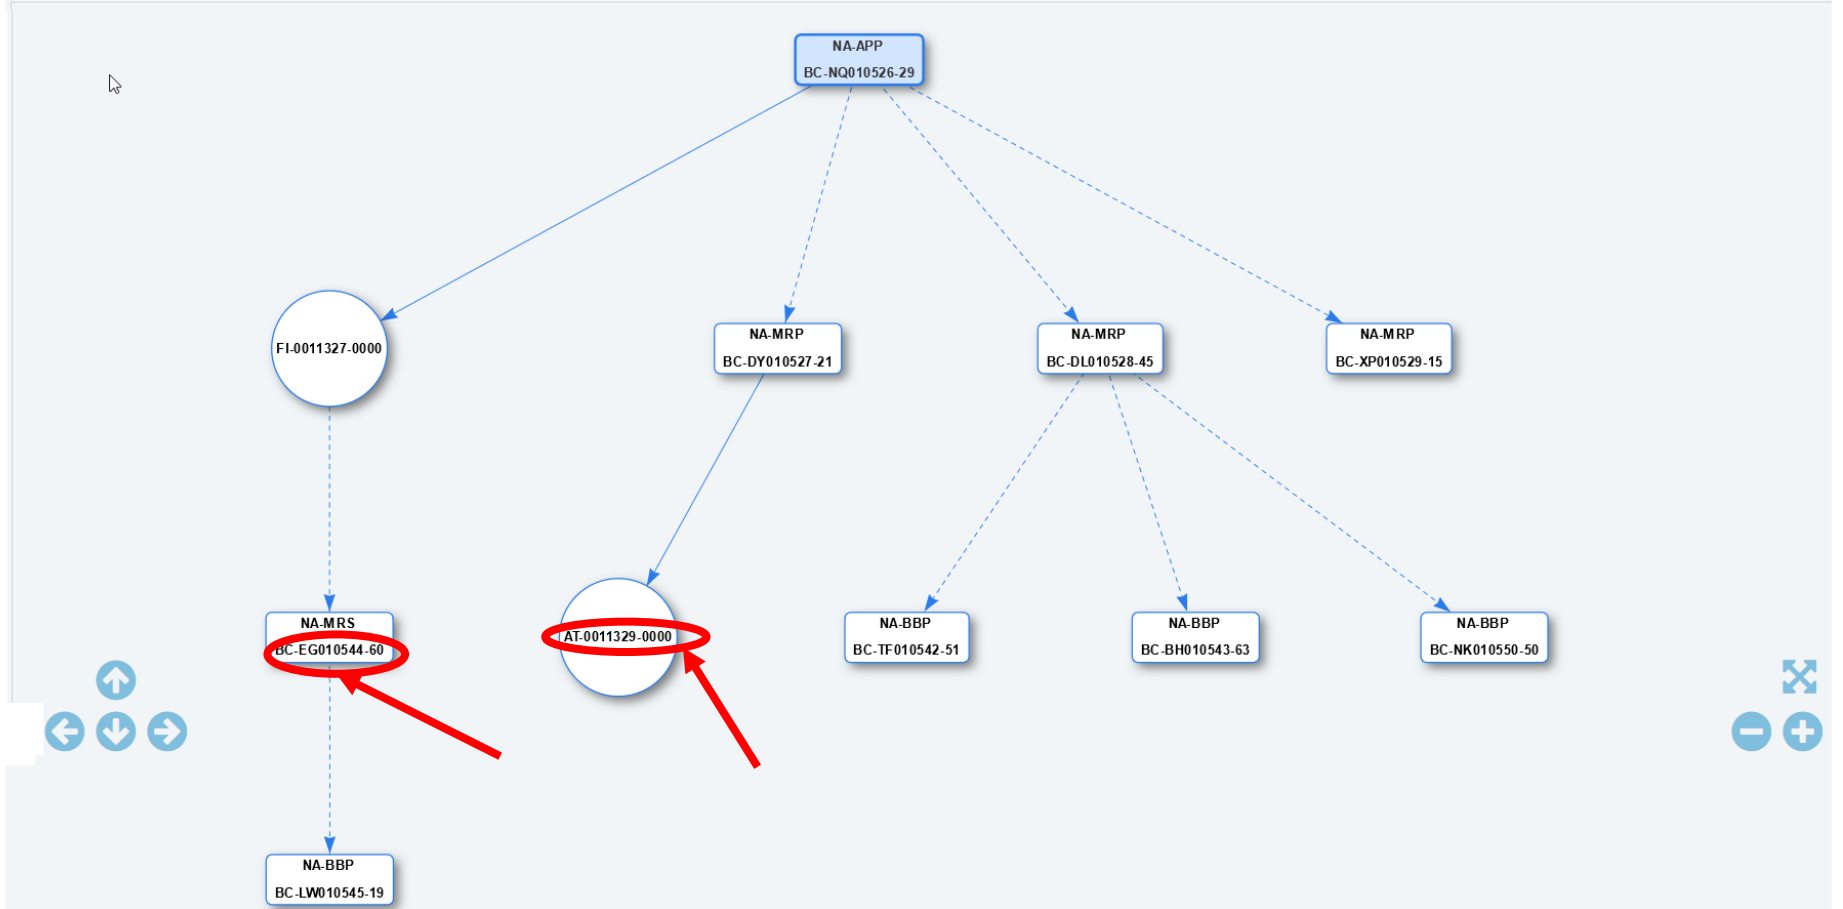 NA-APP
BC-NQ010526-29
FI-0011327-0000
NA-MRP
BC-DY010527-21
NA-MRP
BC-DL010528-45
NA-MRP
BC-XP010529-15
NA-MRS
BC-EG010544-60
AT-0011329-0000
NA-BBP
BC-TF010542-51
NA-BBP
BC-BH010543-63
NA-BBP
BC-NK010550-50
NA-BBP
BC-LW010545-19